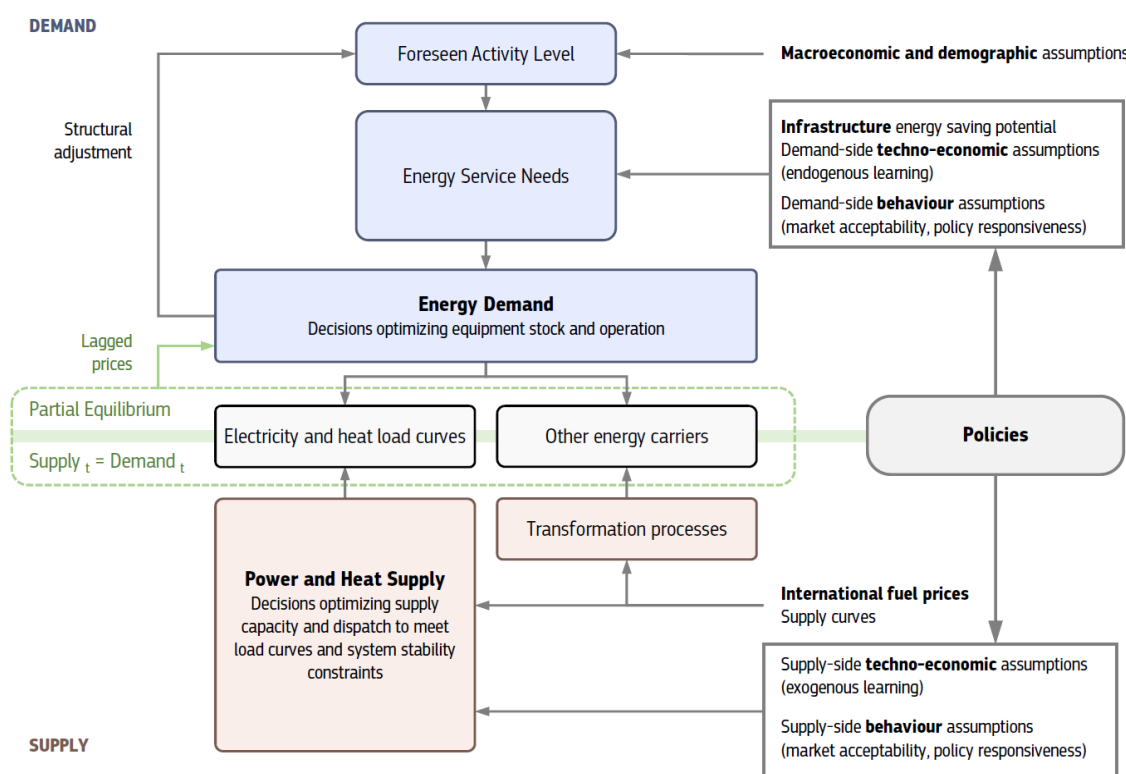 DEMAND
Foreseen Activity Level
Macroeconomic and demographic assumptions
Structural
adjustment
Infrastructure energy saving potential
Demand-side techno-economic assumptions
(endogenous learning)
Demand-side behaviour assumptions
(market acceptability, policy responsiveness)
Energy Service Needs
Energy Demand
Decisions optimizing equipment stock and operation
Lagged
prices
Partial Equilibrium
Supply t = Demand t
Electricity and heat load curves
Other energy carriers
Policies
Transformation processes
Power and Heat Supply
Decisions optimizing supply
capacity and dispatch to meet
load curves and system stability
constraints
International fuel prices
Supply curves
Supply-side techno-economic assumptions
(exogenous learning)
Supply-side behaviour assumptions
(market acceptability, policy responsiveness)
SUPPLY